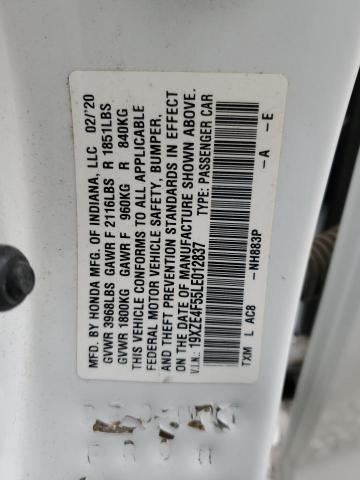 MFD. BY HONDA MFG. OF INDIANA, LLC 02/'20
GVWR 3968LBS GAWR F 2116LBS R 1851LBS
GVWR 1800KG GAWR F 960KG R 840KG
THIS VEHICLE CONFORMS TO ALL APPLICABLE
FEDERAL MOTOR VEHICLE SAFETY, BUMPER,
AND THEFT PREVENTION STANDARDS IN EFFECT
ON THE DATE OF MANUFACTURE SHOWN ABOVE.
V.I.N.: 19XZE4F55LE012837 TYPE: PASSENGER CAR
TXM L AC8 -NH883P -A -E